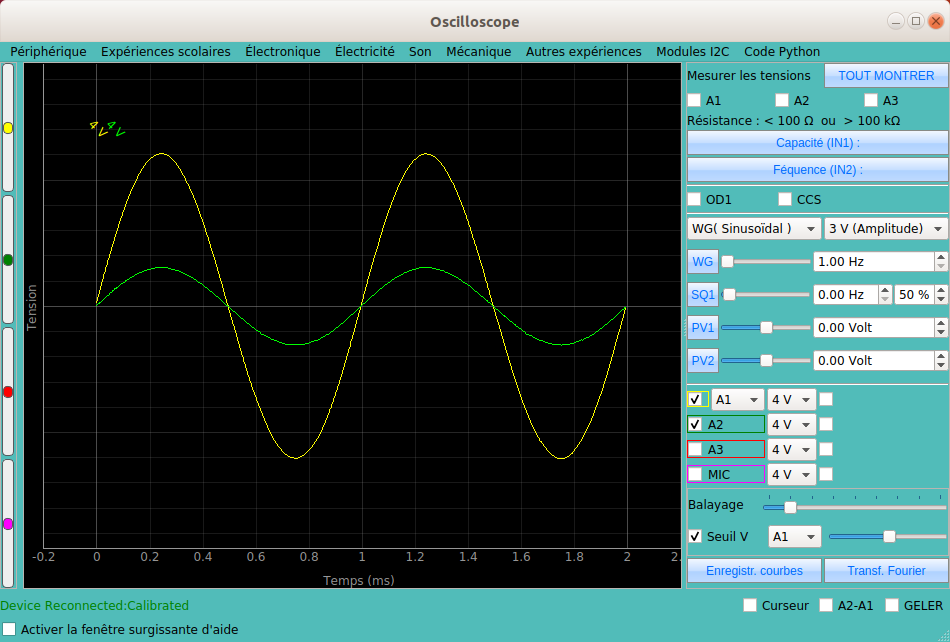 Oscilloscope
Périphérique Expériences scolaires Électronique Électricité Son Mécanique Autres expériences Modules I2C Code Python
Mesurer les tensions TOUT MONTRER
A1 A2 A3
Résistance : < 100 Ω ou > 100 kΩ
Capacité (IN1) :
Féquence (IN2) :
OD1 CCS
WG( Sinusoïdal ) 3 V (Amplitude)
WG 1.00 Hz
SQ1 0.00 Hz 50 %
PV1 0.00 Volt
PV2 0.00 Volt
A1 4 V
A2 4 V
A3 4 V
MIC 4 V
Balayage
Seuil V A1
Enregistr. courbes Transf. Fourier
4V 4V
Tension
-0.2 0 0.2 0.4 0.6 0.8 1 1.2 1.4 1.6 1.8 2 2.
Temps (ms)
Device Reconnected:Calibrated
Curseur A2-A1 GELER
Activer la fenêtre surgissante d'aide